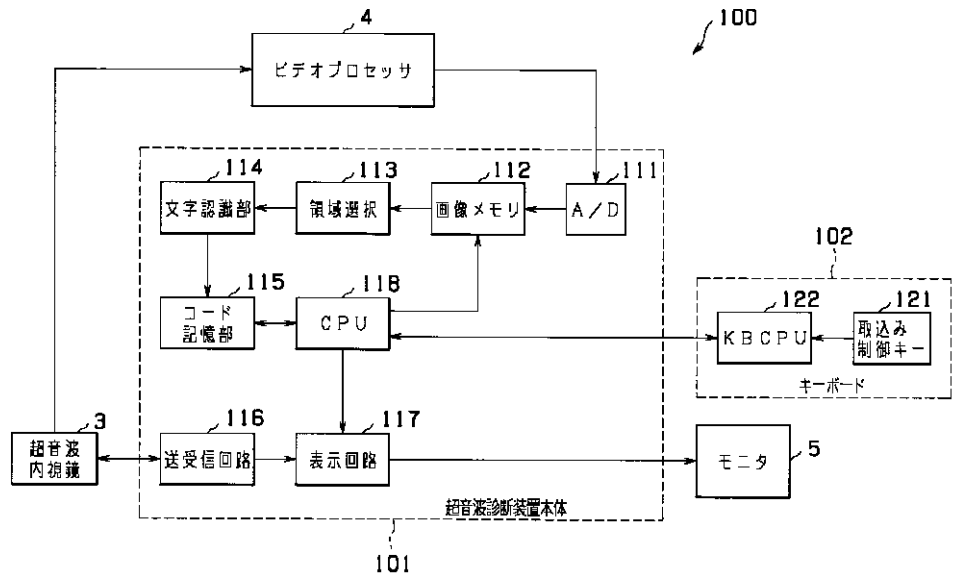 100
4
ビデオプロセッサ
114
113
112
111
文字認識部
領域選択
画像メモリ
A/D
102
115
118
122
121
コード
記憶部
CPU
KBCPU
取込み
制御キー
キーボード
3
116
117
超音波
内視鏡
送受信回路
表示回路
モニタ
5
超音波診断装置本体
101